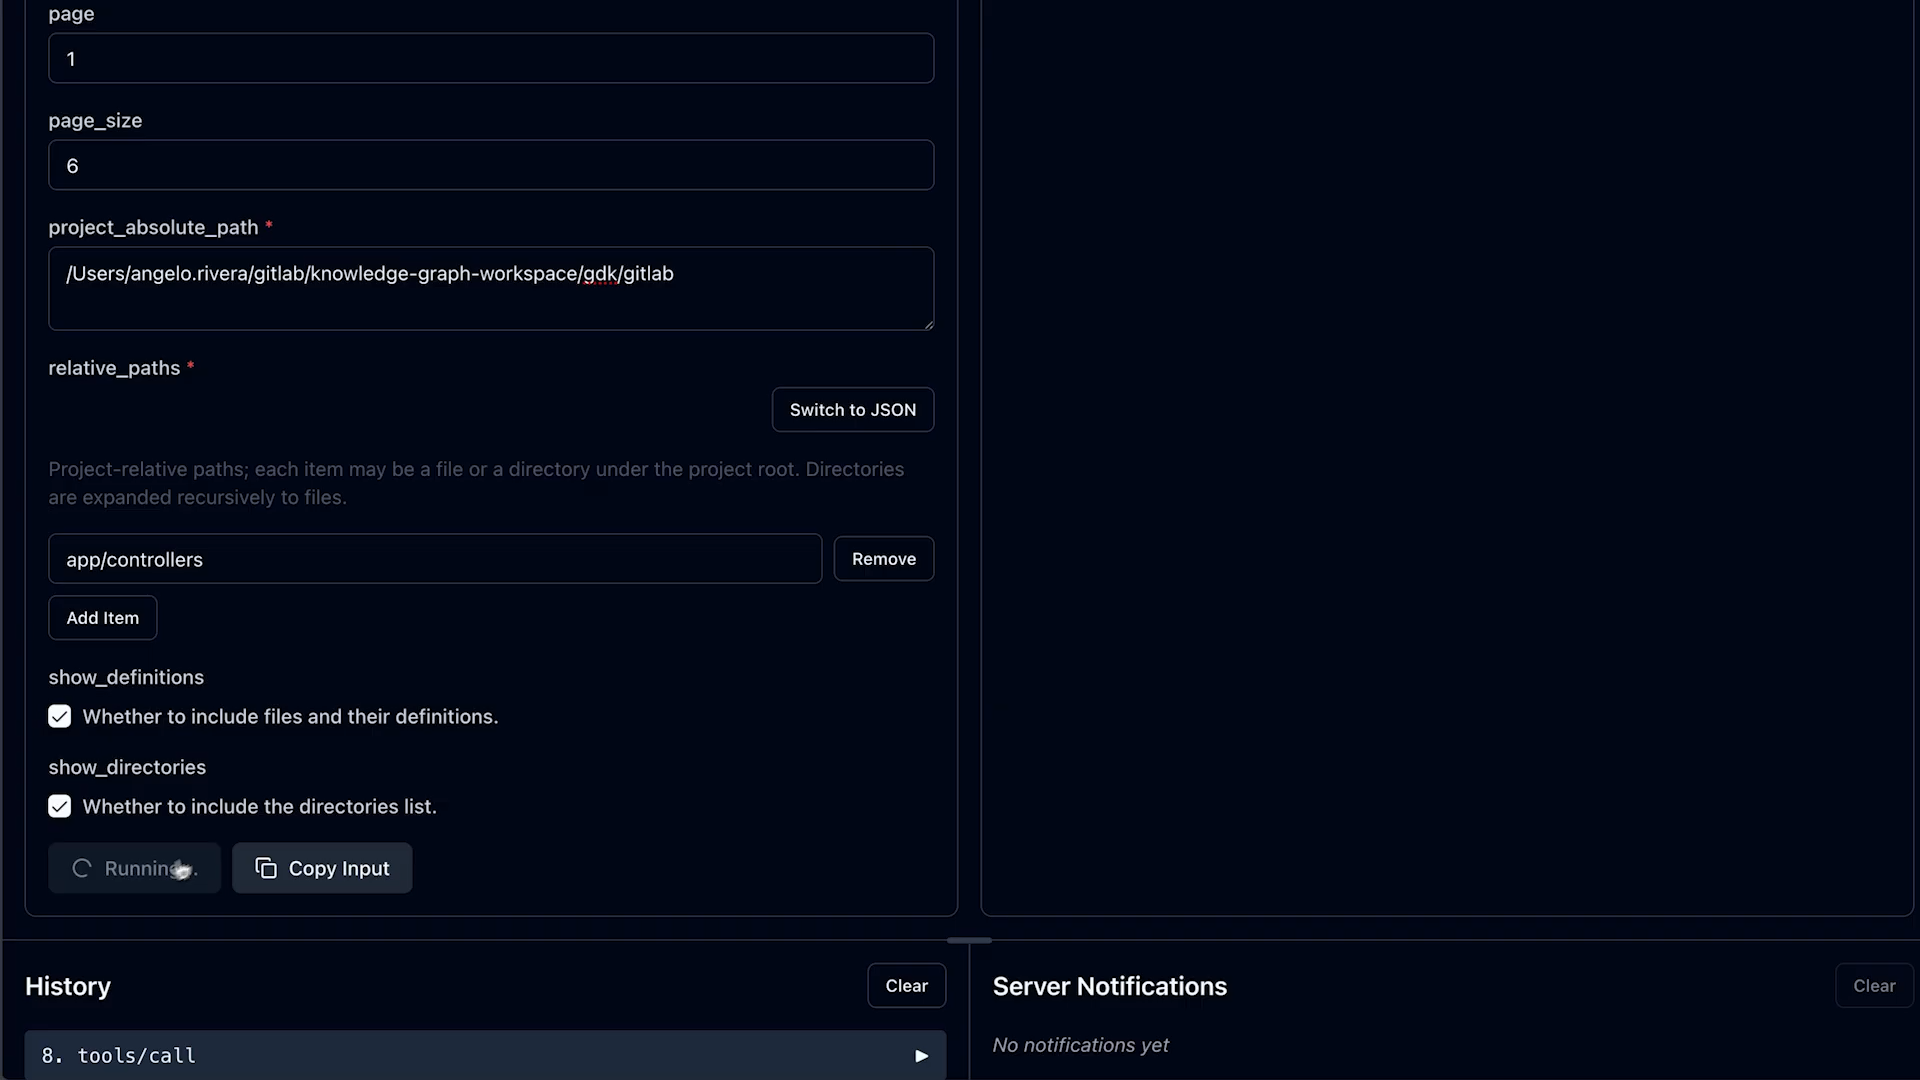 page
1
page_size
6
project_absolute_path *
/Users/angelo.rivera/gitlab/knowledge-graph-workspace/gdk/gitlab
relative_paths *
Switch to JSON
Project-relative paths; each item may be a file or a directory under the project root. Directories
are expanded recursively to files.
app/controllers
Remove
Add Item
show_definitions
Whether to include files and their definitions.
show_directories
Whether to include the directories list.
Running...
Copy Input
History
Clear
Server Notifications
Clear
8. tools/call
No notifications yet